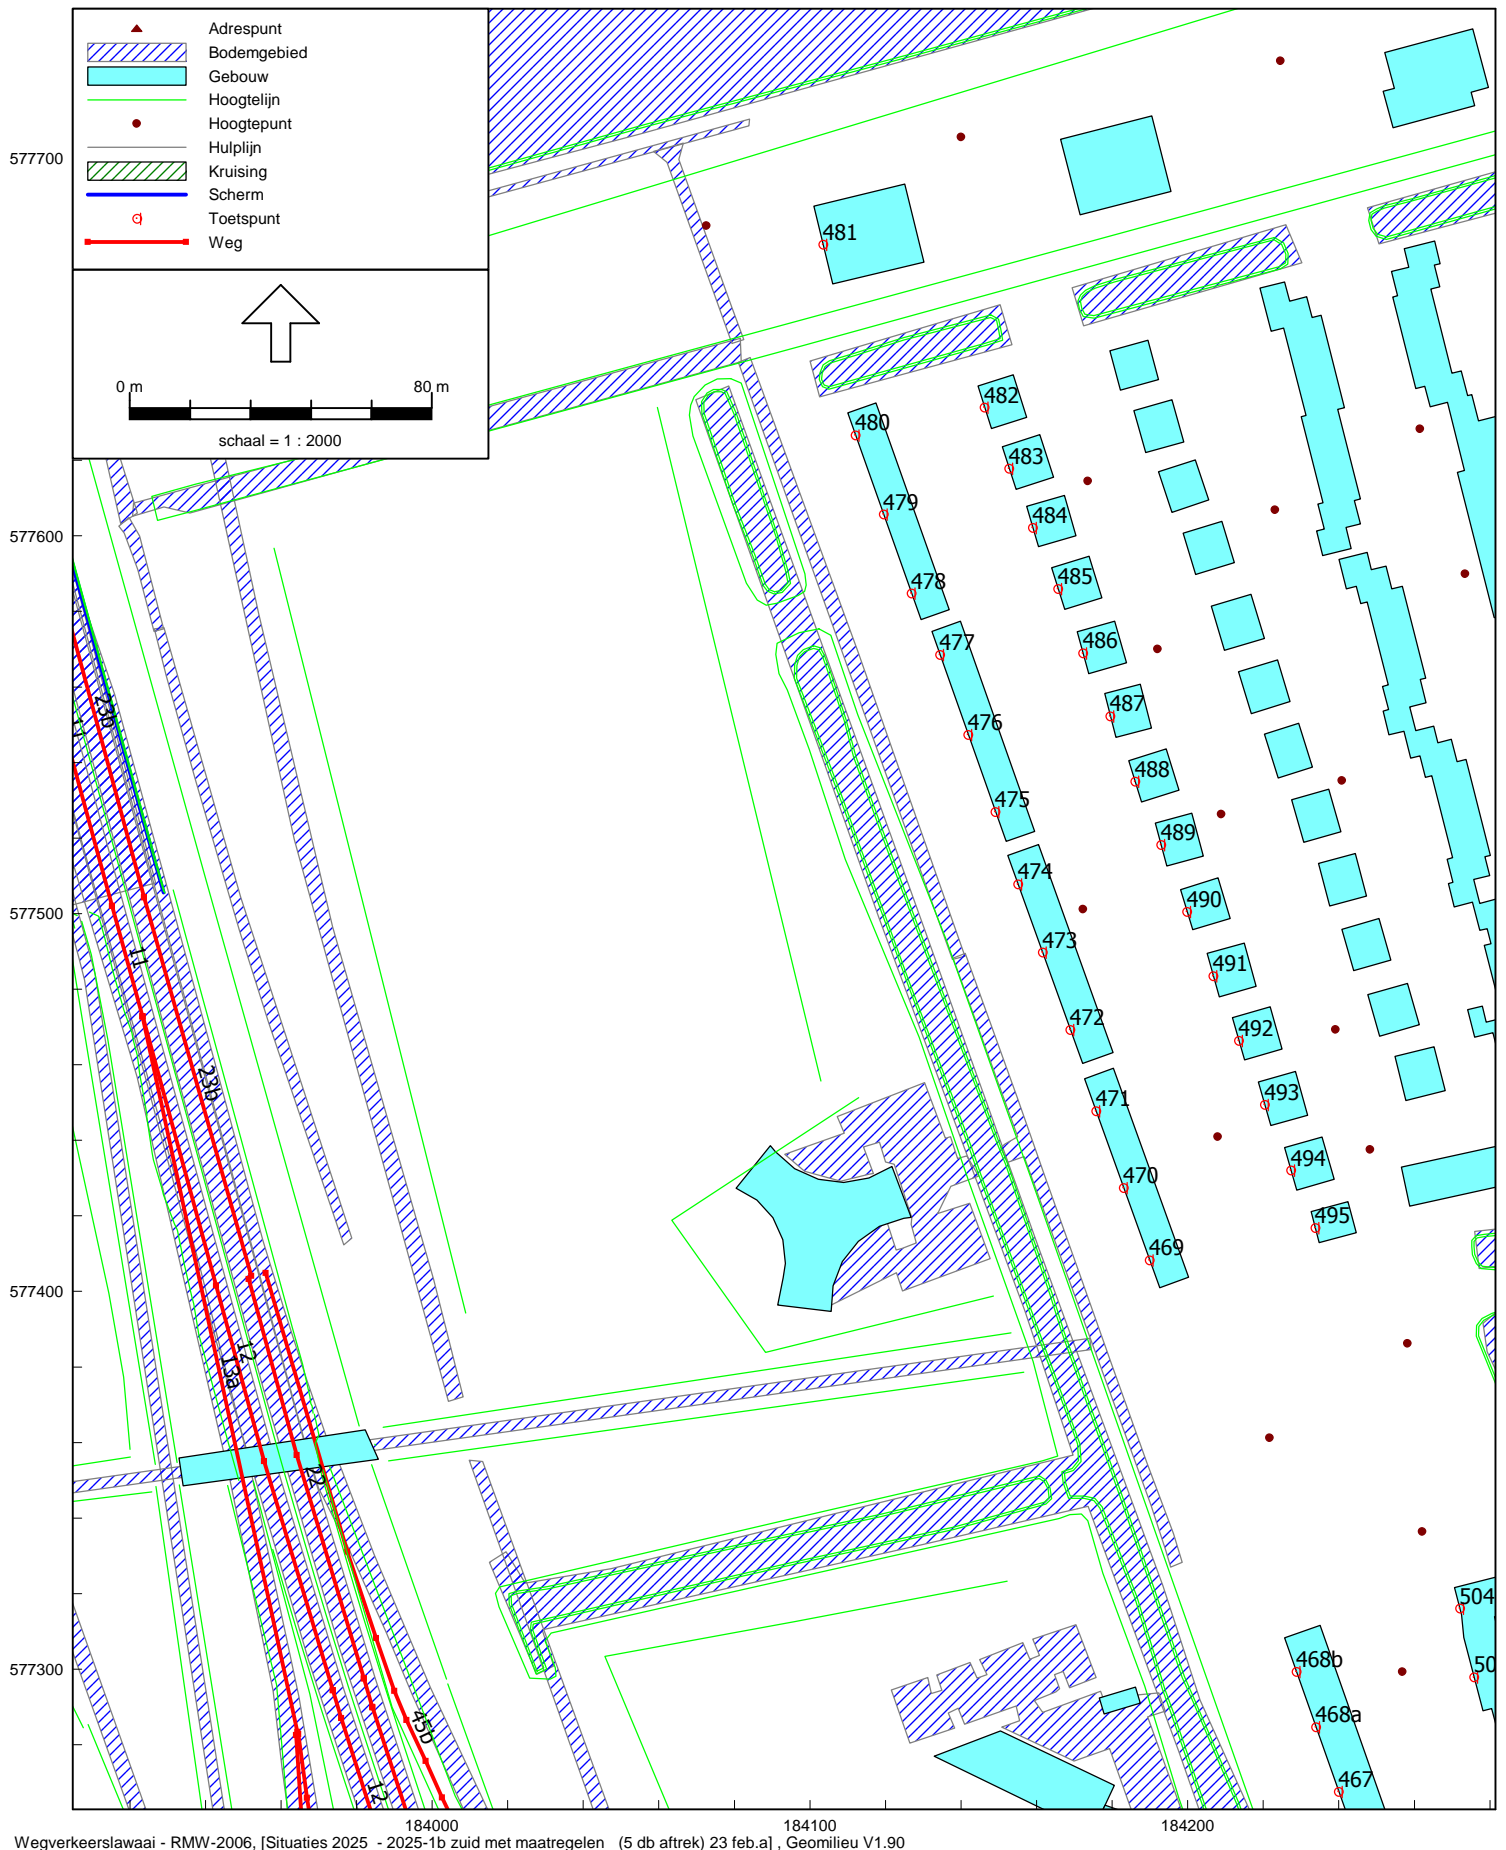 Adrespunt
Bodemgebied
Gebouw
Hoogtelijn
Hoogtepunt
Hulplijn
Kruising
Scherm
Toetspunt
Weg
0 m 80 m
schaal = 1 : 2000
577700
577600
577500
577400
577300
184000
184100
184200
481
482
480
483
479
484
478
485
477
486
476
487
488
475
489
474
490
473
491
472
492
471
493
470
494
469
495
504
50
468b
468a
467
23b
11
23b
12
13a
22
45b
12
Wegverkeerslawaai - RMW-2006, [Situaties 2025 - 2025-1b zuid met maatregelen (5 db aftrek) 23 feb.a] , Geomilieu V1.90